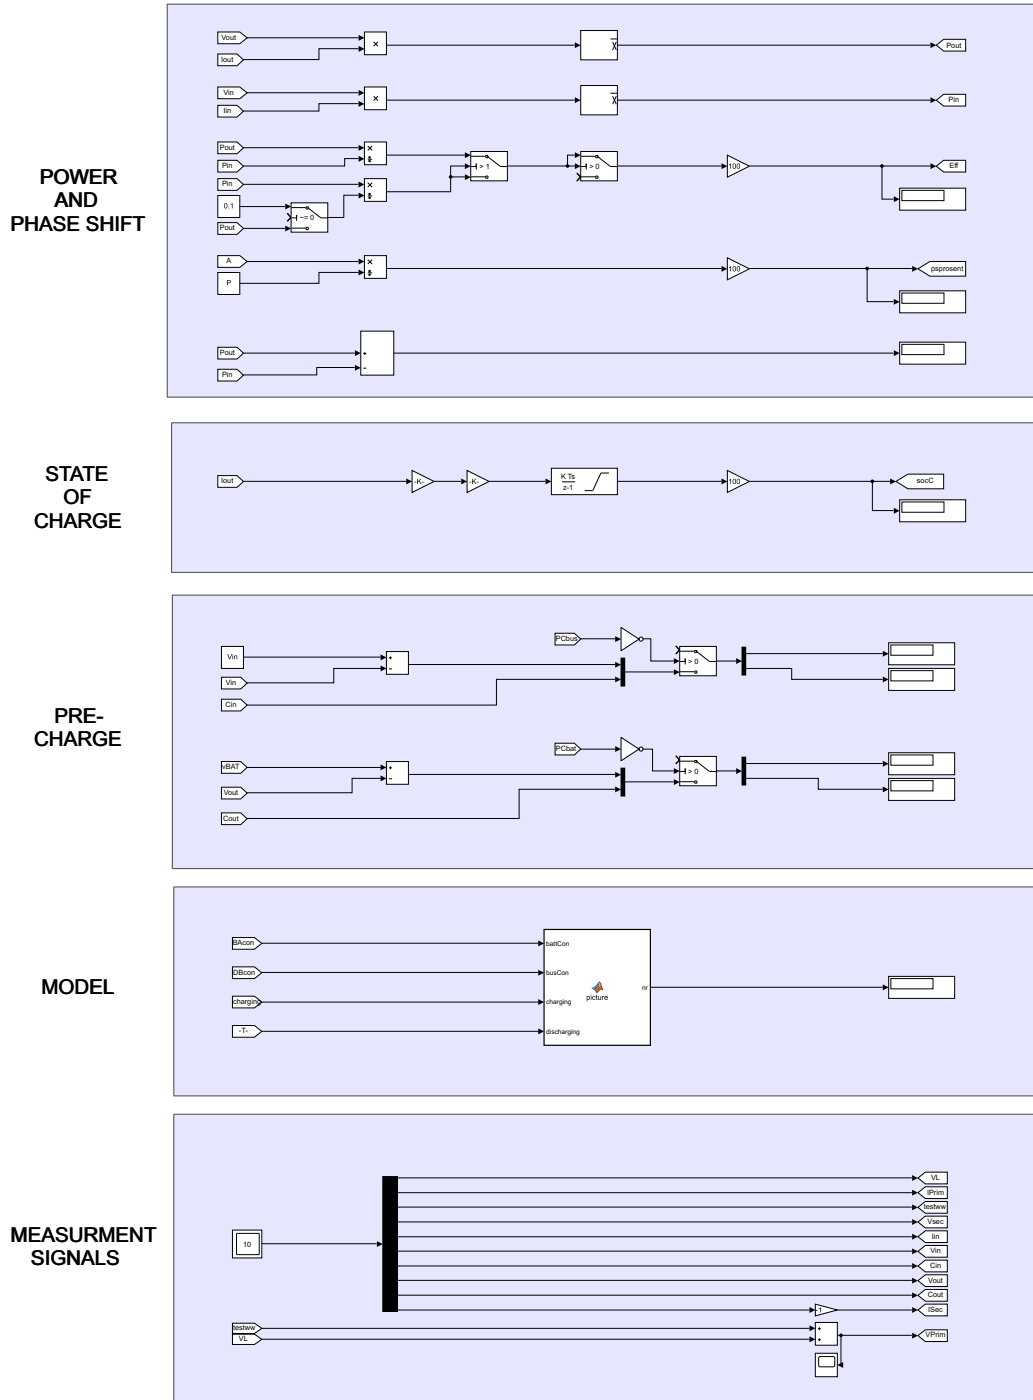 POWER
AND
PHASE SHIFT
Vout
Iout
×
Pout
Vin
Iin
×
Pin
Pout
Pin
×
÷
> 1
> 0
100
Eff
Pin
0.1
Pout
~= 0
×
÷
A
P
×
÷
100
psprosent
Pout
Pin
+
−
STATE
OF
CHARGE
Iout
-K-
-K-
K Ts
z-1
100
socC
PRE-
CHARGE
Vin
Vin
Cin
+
−
PCbus
> 0
vBAT
Vout
Cout
+
−
PCbat
> 0
MODEL
BAcon
DBcon
charging
-T-
battCon
busCon
charging
discharging
picture
nr
MEASURMENT
SIGNALS
10
VL
IPrim
testww
Vsec
Iin
Vin
Cin
Vout
Cout
-1
ISec
testww
VL
+
+
VPrim